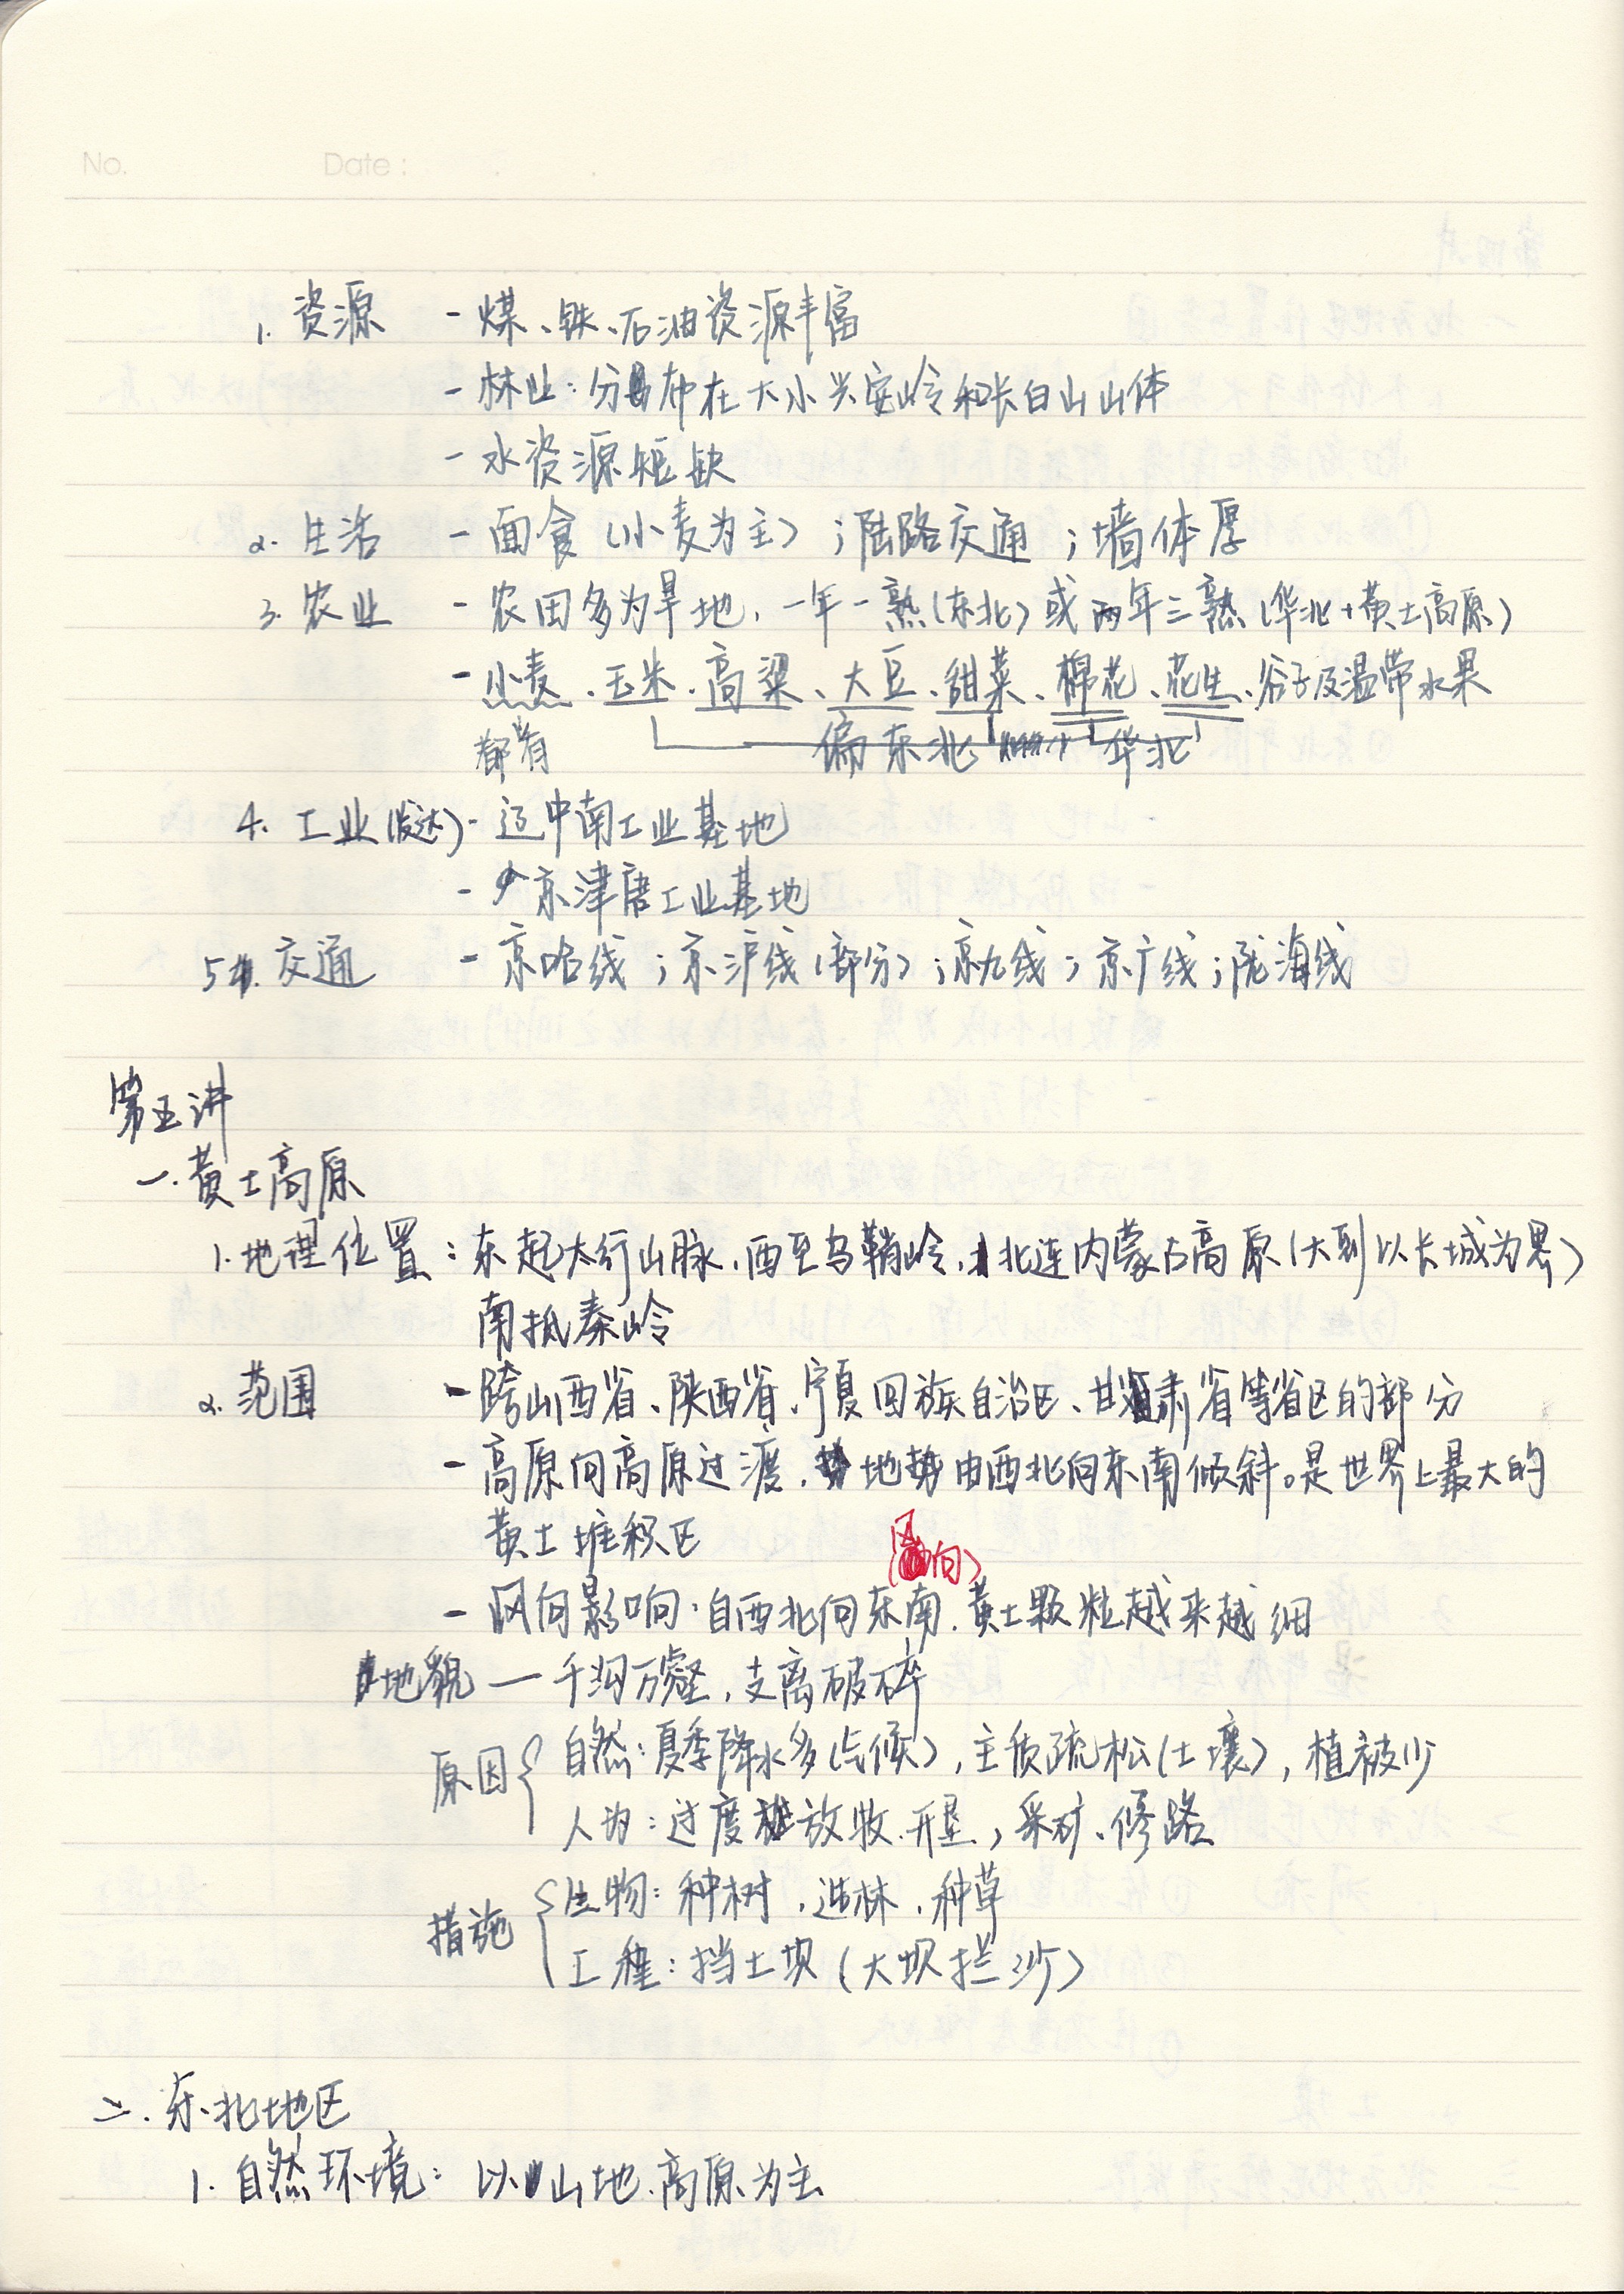 No.    Date :
1. 资源 - 煤、铁、石油资源丰富
- 林业：分布在大小兴安岭和长白山山体
- 水资源短缺
2. 生活 - 面食（小麦为主）；陆路交通；墙体厚
3. 农业 - 农田多为旱地，一年一熟（东北）或两年三熟（华北+黄土高原）
- 小麦、玉米、高粱、大豆、甜菜、棉花、花生、谷子及温带水果
都有 偏东北 华北
4. 工业（发达）- 辽中南工业基地
- 京津唐工业基地
5. 交通 - 京哈线；京沪线（部分）；京九线；京广线；陇海线
第五讲
一.黄土高原
1.地理位置：东起太行山脉，西至乌鞘岭，北连内蒙古高原（大到以长城为界）
南抵秦岭
2. 范围 - 跨山西省、陕西省、宁夏回族自治区、甘肃省等省区的部分
- 高原向高原过渡，地势由西北向东南倾斜。是世界上最大的
黄土堆积区
（风向）
- 风向影响，自西北向东南，黄土颗粒越来越细
地貌 — 千沟万壑，支离破碎
原因{ 自然：夏季降水多（气候），土质疏松（土壤），植被少
人为：过度放牧、开垦，采矿、修路
措施{ 生物：种树，造林，种草
工程：挡土坝（大坝拦沙）
二.东北地区
1. 自然环境：以山地、高原为主